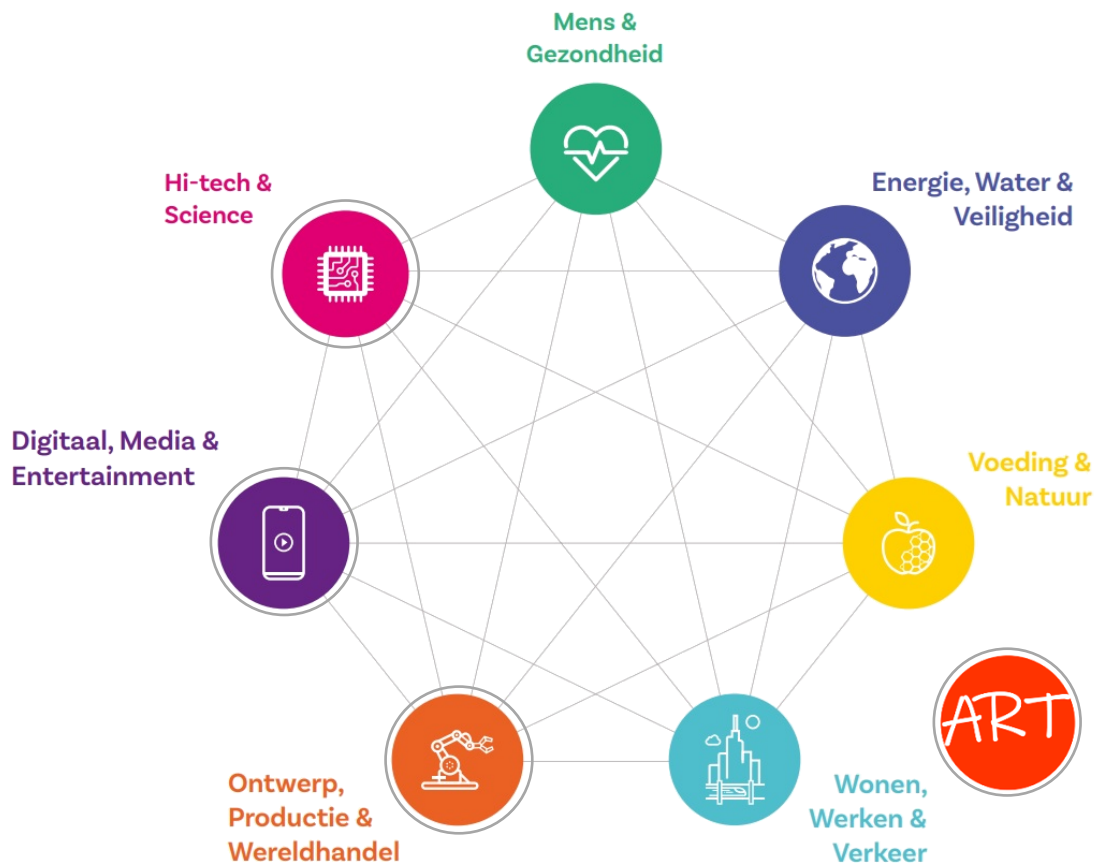 Mens &
Gezondheid
Hi-tech &
Science
Energie, Water &
Veiligheid
Digitaal, Media &
Entertainment
Voeding &
Natuur
ART
Ontwerp,
Productie &
Wereldhandel
Wonen,
Werken &
Verkeer